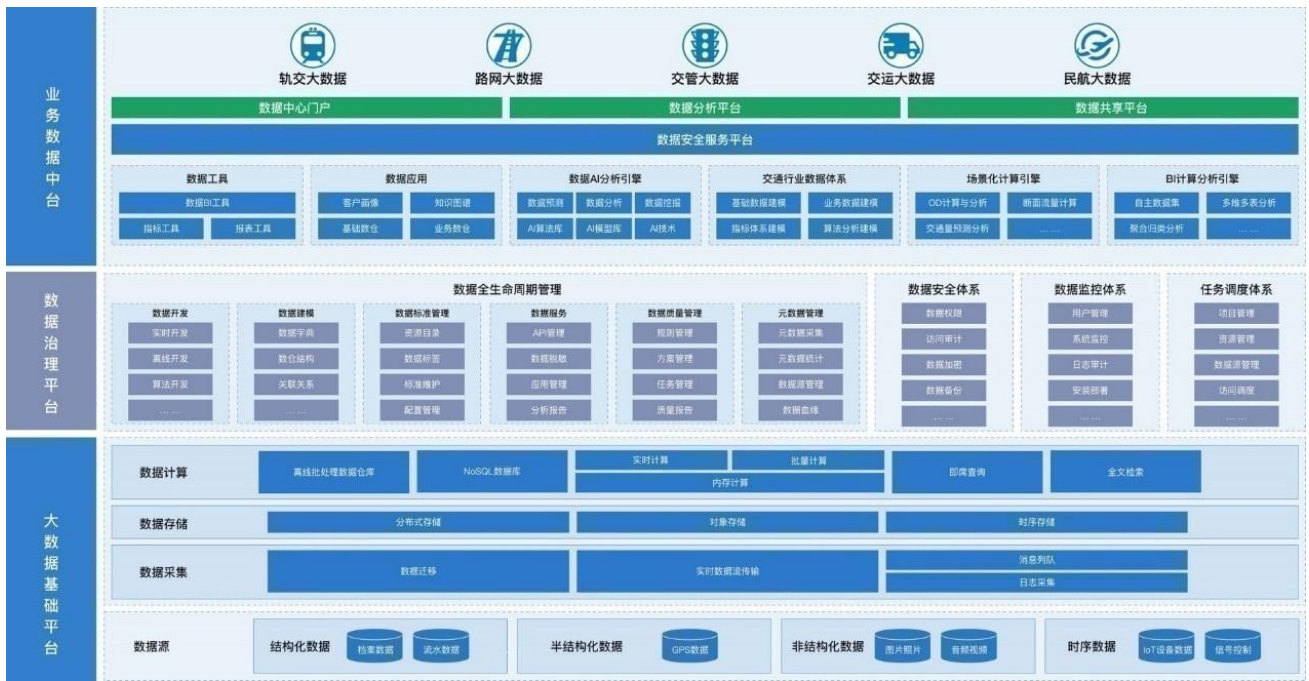 业务数据中台
轨交大数据
路网大数据
交管大数据
交运大数据
民航大数据
数据中心门户
数据分析平台
数据共享平台
数据安全服务平台
数据工具
数据BI工具
指标工具
报表工具
数据应用
客户画像
知识图谱
基础数仓
业务数仓
数据AI分析引擎
数据预测
数据分析
数据挖掘
AI算法库
AI模型库
AI技术
交通行业数据体系
基础数据建模
业务数据建模
指标体系建模
算法分析建模
场景化计算引擎
OD计算与分析
断面流量计算
交通量预测分析
... ...
BI计算分析引擎
自主数据集
多维多表分析
聚合归类分析
... ...
数据治理平台
数据全生命周期管理
数据开发
实时开发
离线开发
算法开发
... ...
数据建模
数据字典
数仓结构
关联关系
... ...
数据标准管理
资源目录
数据标签
标准维护
配置管理
数据服务
API管理
数据脱敏
应用管理
分析报告
数据质量管理
规则管理
方案管理
任务管理
质量报告
元数据管理
元数据采集
元数据统计
数据源管理
数据血缘
数据安全体系
数据权限
访问审计
数据加密
数据备份
... ...
数据监控体系
用户管理
系统监控
日志审计
安装部署
... ...
任务调度体系
项目管理
资源管理
数据源管理
访问调度
... ...
大数据基础平台
数据计算
离线批处理数据仓库
NoSQL数据库
实时计算
批量计算
内存计算
即席查询
全文检索
数据存储
分布式存储
对象存储
时序存储
数据采集
数据迁移
实时数据流传输
消息列队
日志采集
数据源
结构化数据
档案数据
流水数据
半结构化数据
GPS数据
非结构化数据
图片照片
音频视频
时序数据
IoT设备数据
信号控制